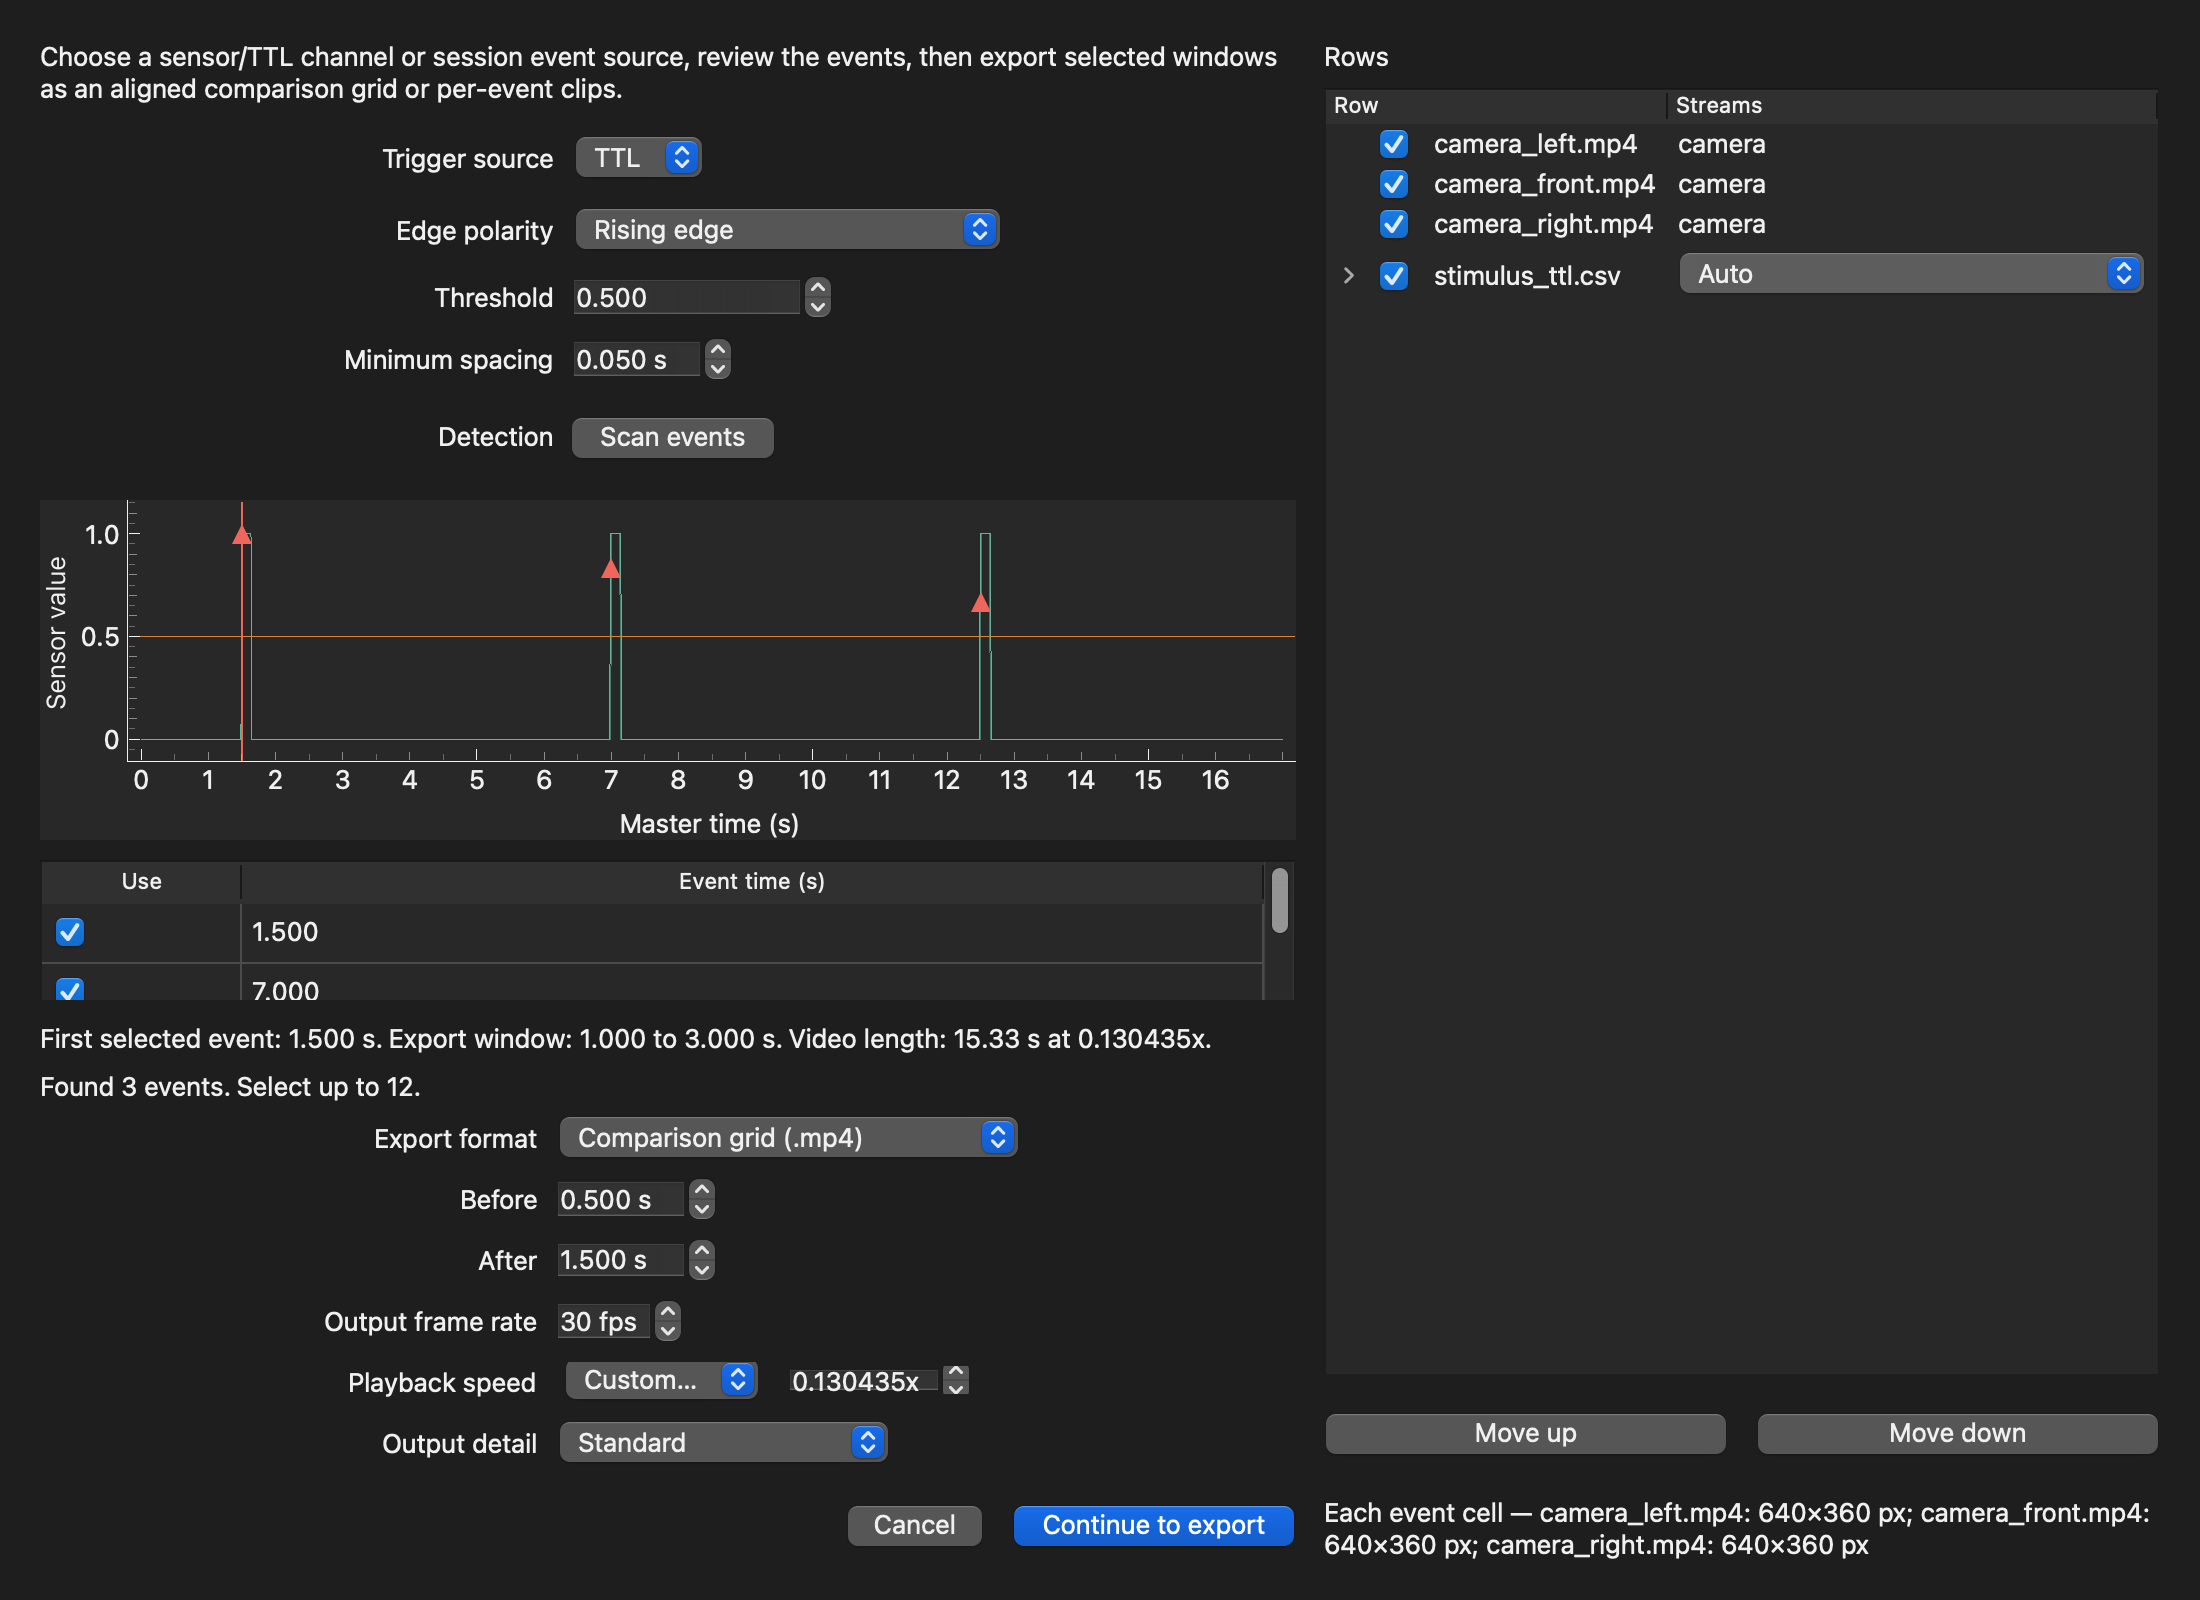 Choose a sensor/TTL channel or session event source, review the events, then export selected windows
as an aligned comparison grid or per-event clips.
Trigger source TTL
Edge polarity Rising edge
Threshold 0.500
Minimum spacing 0.050 s
Detection Scan events
Sensor value
1.0
0.5
0
0 1 2 3 4 5 6 7 8 9 10 11 12 13 14 15 16
Master time (s)
Use Event time (s)
1.500
7.000
First selected event: 1.500 s. Export window: 1.000 to 3.000 s. Video length: 15.33 s at 0.130435x.
Found 3 events. Select up to 12.
Export format Comparison grid (.mp4)
Before 0.500 s
After 1.500 s
Output frame rate 30 fps
Playback speed Custom... 0.130435x
Output detail Standard
Cancel Continue to export
Rows
Row Streams
camera_left.mp4 camera
camera_front.mp4 camera
camera_right.mp4 camera
stimulus_ttl.csv Auto
Move up Move down
Each event cell — camera_left.mp4: 640×360 px; camera_front.mp4:
640×360 px; camera_right.mp4: 640×360 px